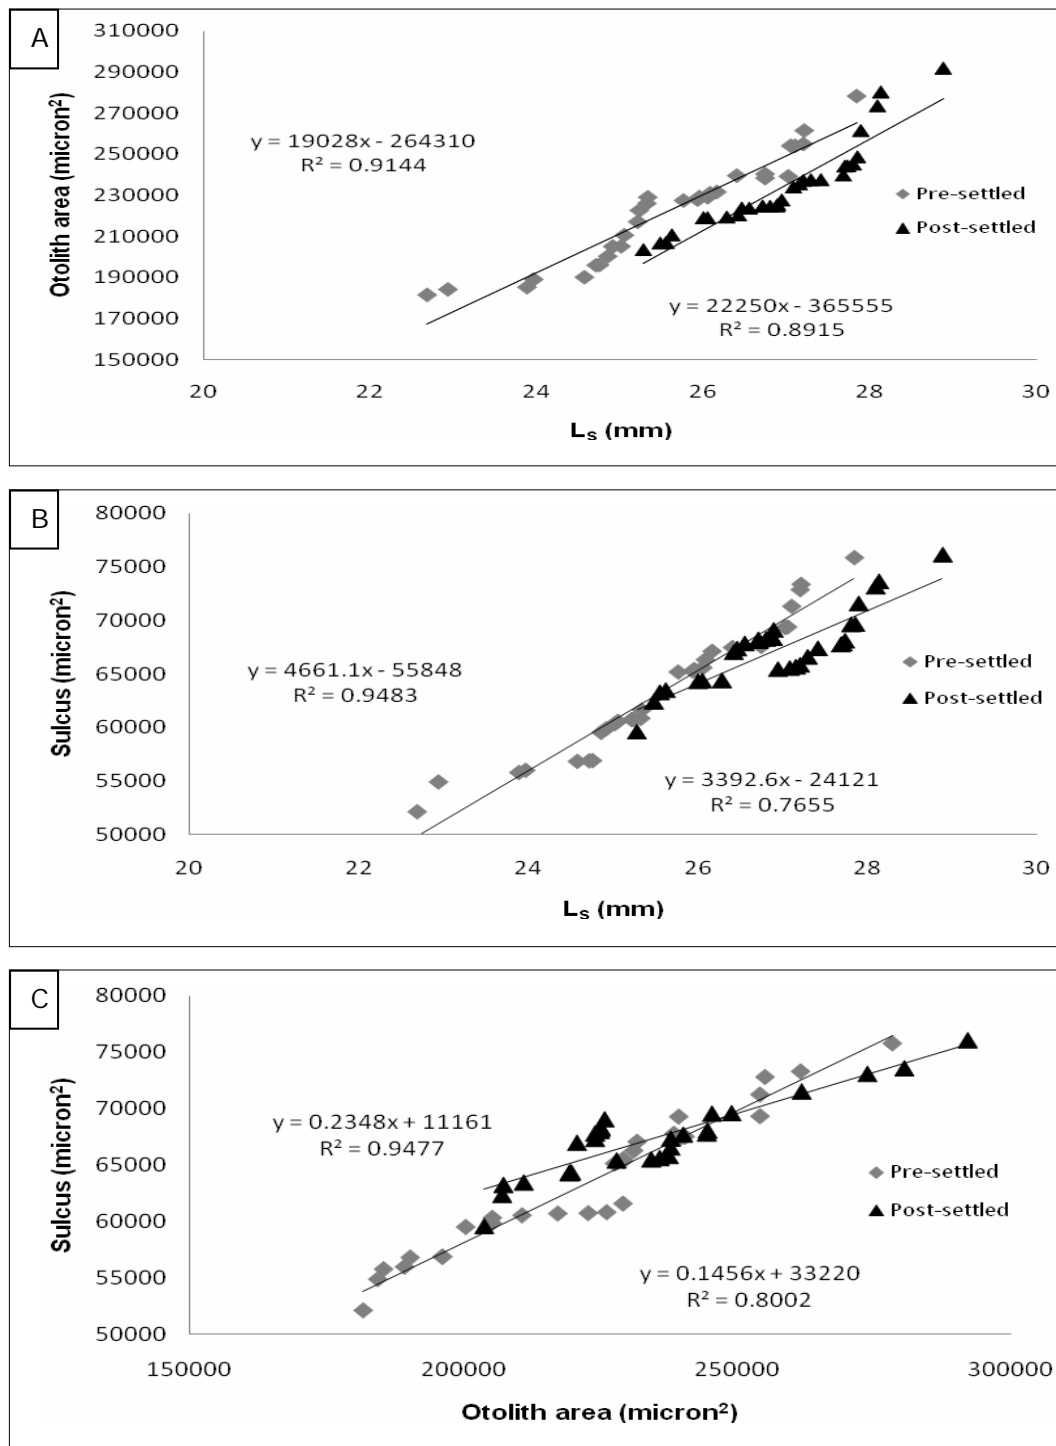 A
310000
290000
270000
250000
230000
210000
190000
170000
150000
Otolith area (micron²)
y = 19028x - 264310
R² = 0.9144
y = 22250x - 365555
R² = 0.8915
Pre-settled
Post-settled
20 22 24 26 28 30
Ls (mm)
B
80000
75000
70000
65000
60000
55000
50000
Sulcus (micron²)
y = 4661.1x - 55848
R² = 0.9483
y = 3392.6x - 24121
R² = 0.7655
Pre-settled
Post-settled
20 22 24 26 28 30
Ls (mm)
C
80000
75000
70000
65000
60000
55000
50000
Sulcus (micron²)
y = 0.2348x + 11161
R² = 0.9477
y = 0.1456x + 33220
R² = 0.8002
Pre-settled
Post-settled
150000 200000 250000 300000
Otolith area (micron²)